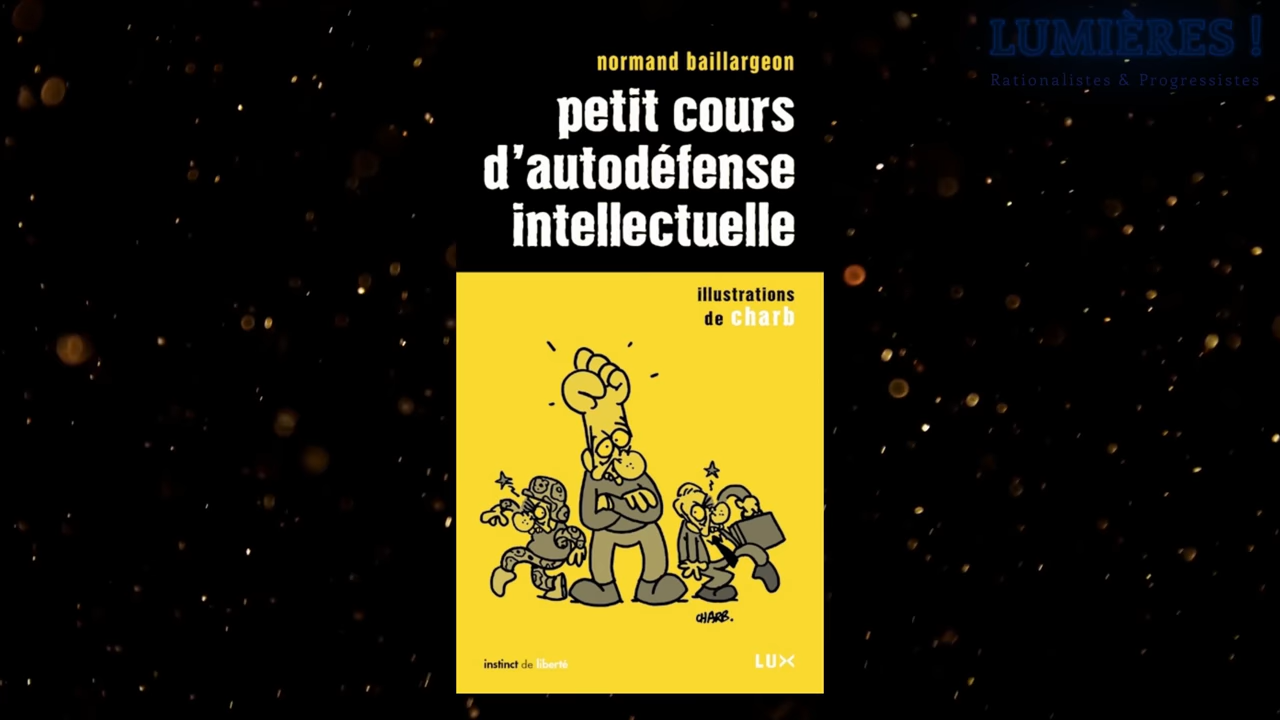 LUMIÈRES !
Rationalistes & Progressistes
normand baillargeon
petit cours
d'autodéfense
intellectuelle
illustrations
de charb
CHARB.
instinct de liberté
LUX